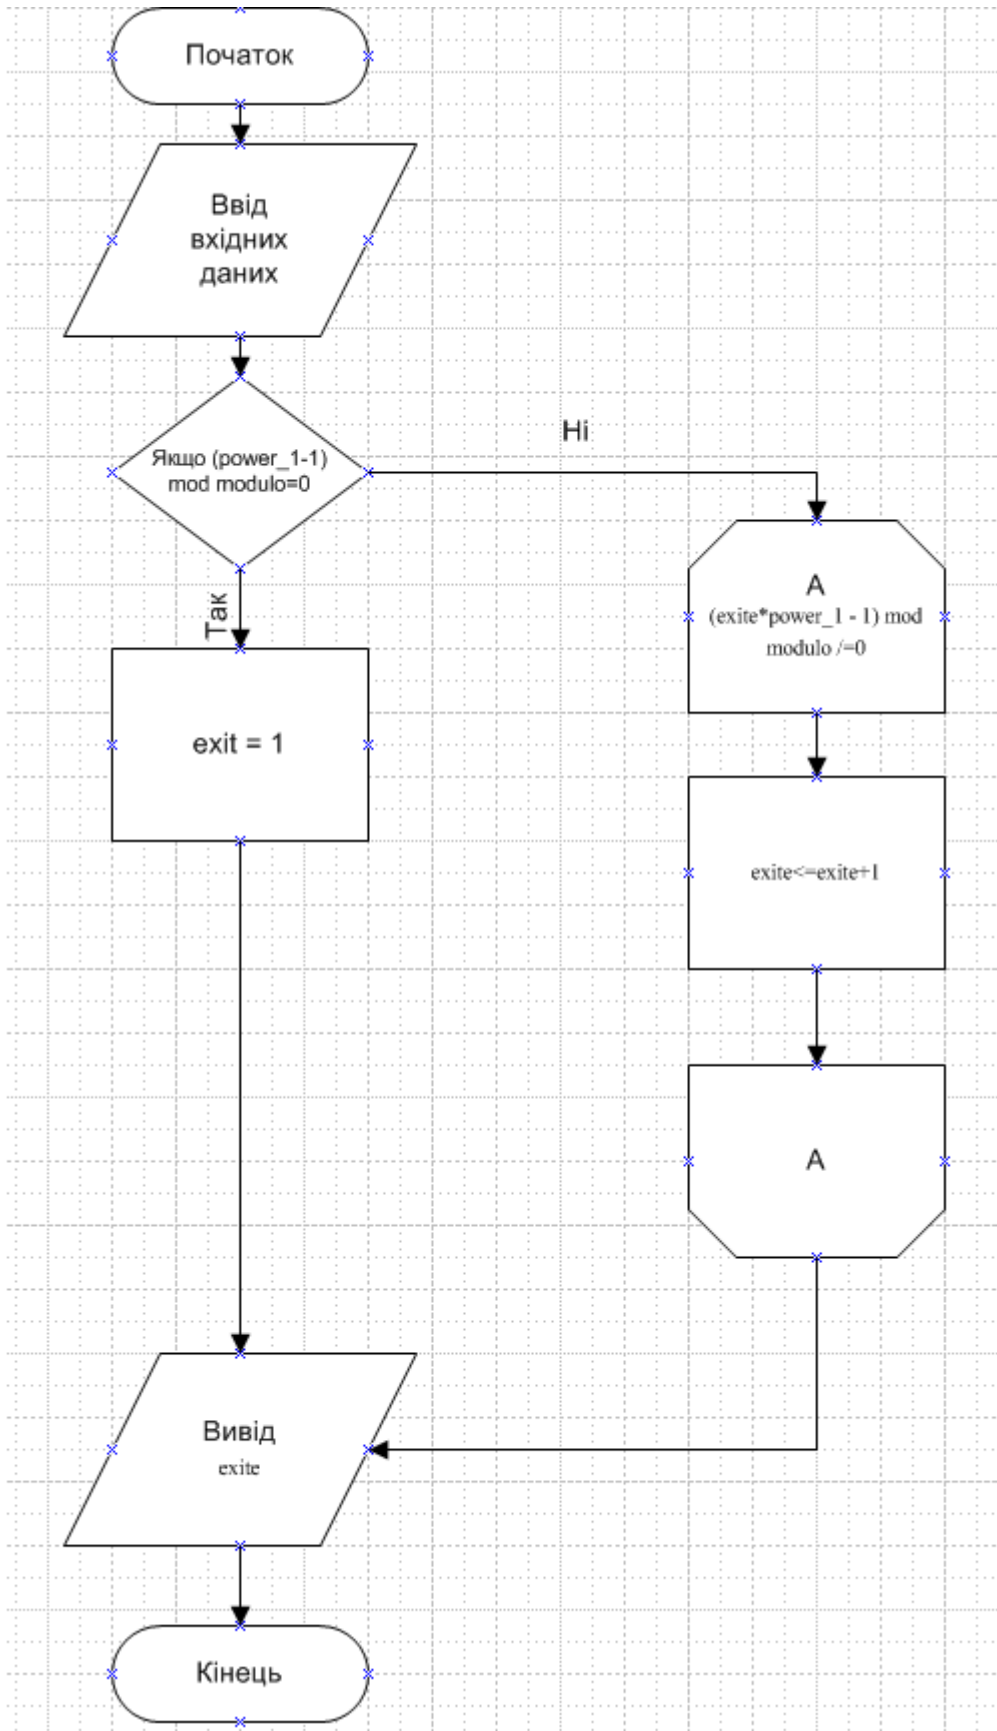 Початок
Ввід
вхідних
даних
Якщо (power_1-1)
mod modulo=0
Ні
Так
A
(exite*power_1 - 1) mod
modulo /=0
exit = 1
exite<=exite+1
A
Вивід
exite
Кінець